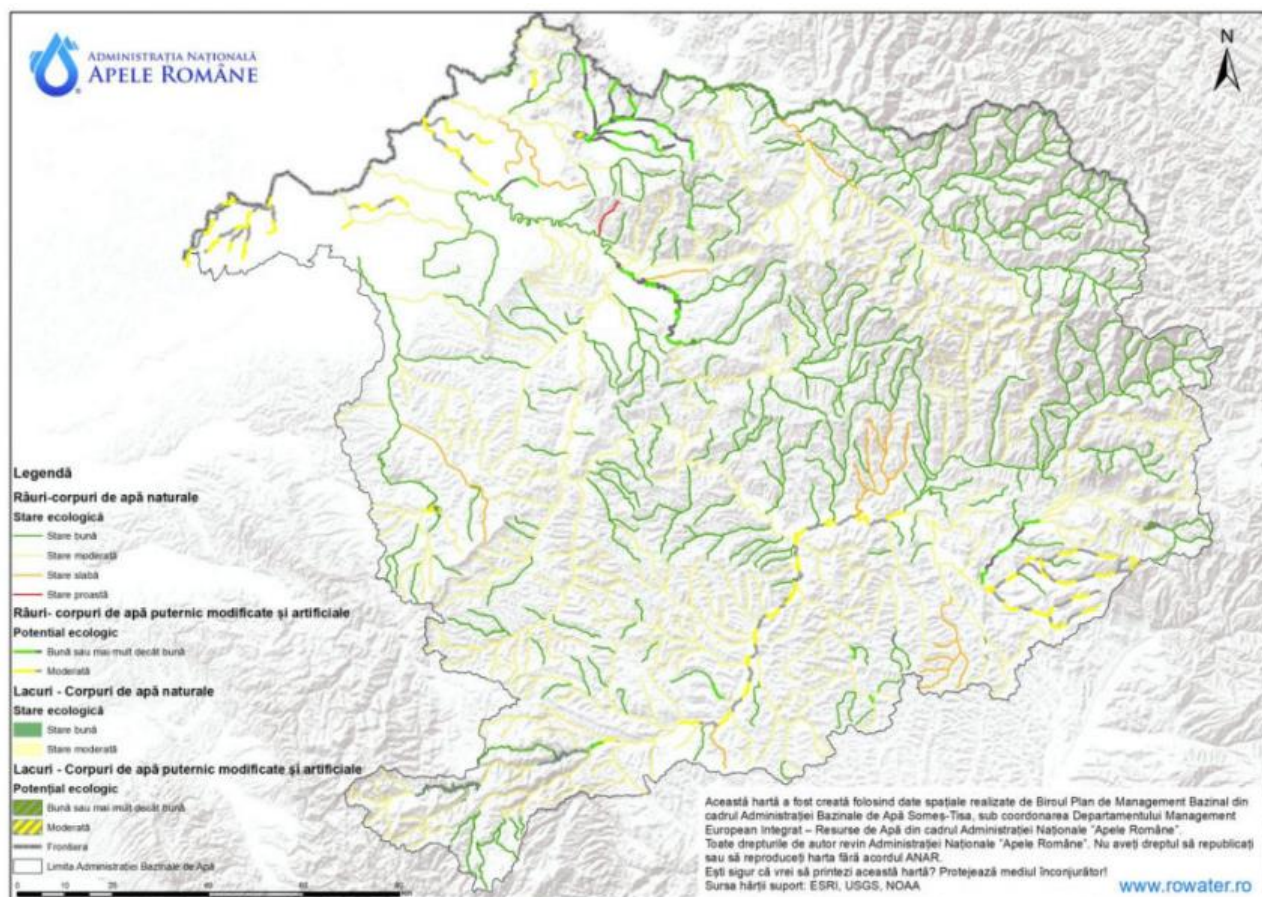 ADMINISTRAȚIA NAȚIONALĂ
APELE ROMÂNE
N
Legendă
Râuri-corpuri de apă naturale
Stare ecologică
Stare bună
Stare moderată
Stare slabă
Stare proastă
Râuri- corpuri de apă puternic modificate și artificiale
Potential ecologic
Bună sau mai mult decât bună
Moderată
Lacuri - Corpuri de apă naturale
Stare ecologică
Stare bună
Stare moderată
Lacuri - Corpuri de apă puternic modificate și artificiale
Potențial ecologic
Bună sau mai mult decât bună
Moderată
Frontiera
Limita Administrației Bazinale de Apă
0 10 20 40 60 80
Această hartă a fost creată folosind date spațiale realizate de Biroul Plan de Management Bazinal din
cadrul Administrației Bazinale de Apă Someș-Tisa, sub coordonarea Departamentului Management
European Integrat – Resurse de Apă din cadrul Administrației Naționale "Apele Române".
Toate drepturile de autor revin Administrației Naționale "Apele Române". Nu aveți dreptul să republicați
sau să reproduceți harta fără acordul ANAR.
Ești sigur că vrei să printezi această hartă? Protejează mediul înconjurător!
Sursa hărții suport: ESRI, USGS, NOAA
www.rowater.ro